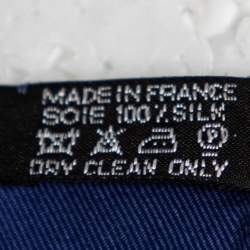 MADE IN FRANCE
SOIE 100% SILK
P
DRY CLEAN ONLY